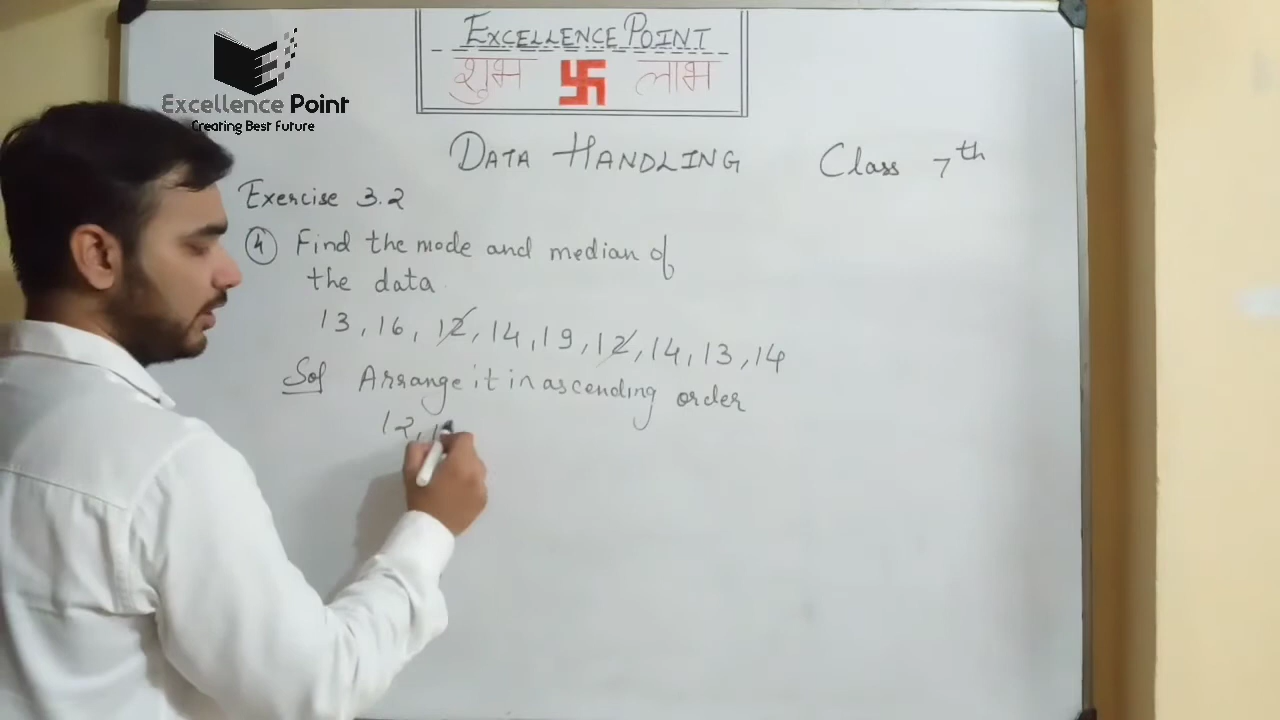 EXCELLENCE POINT
शुभ 卐 लाभ
Excellence Point
Creating Best Future
DATA HANDLING Class 7th
Exercise 3.2
4 Find the mode and median of
the data.
13, 16, 12, 14, 19, 12, 14, 13, 14
Sol Arrange it in ascending order
12, 1